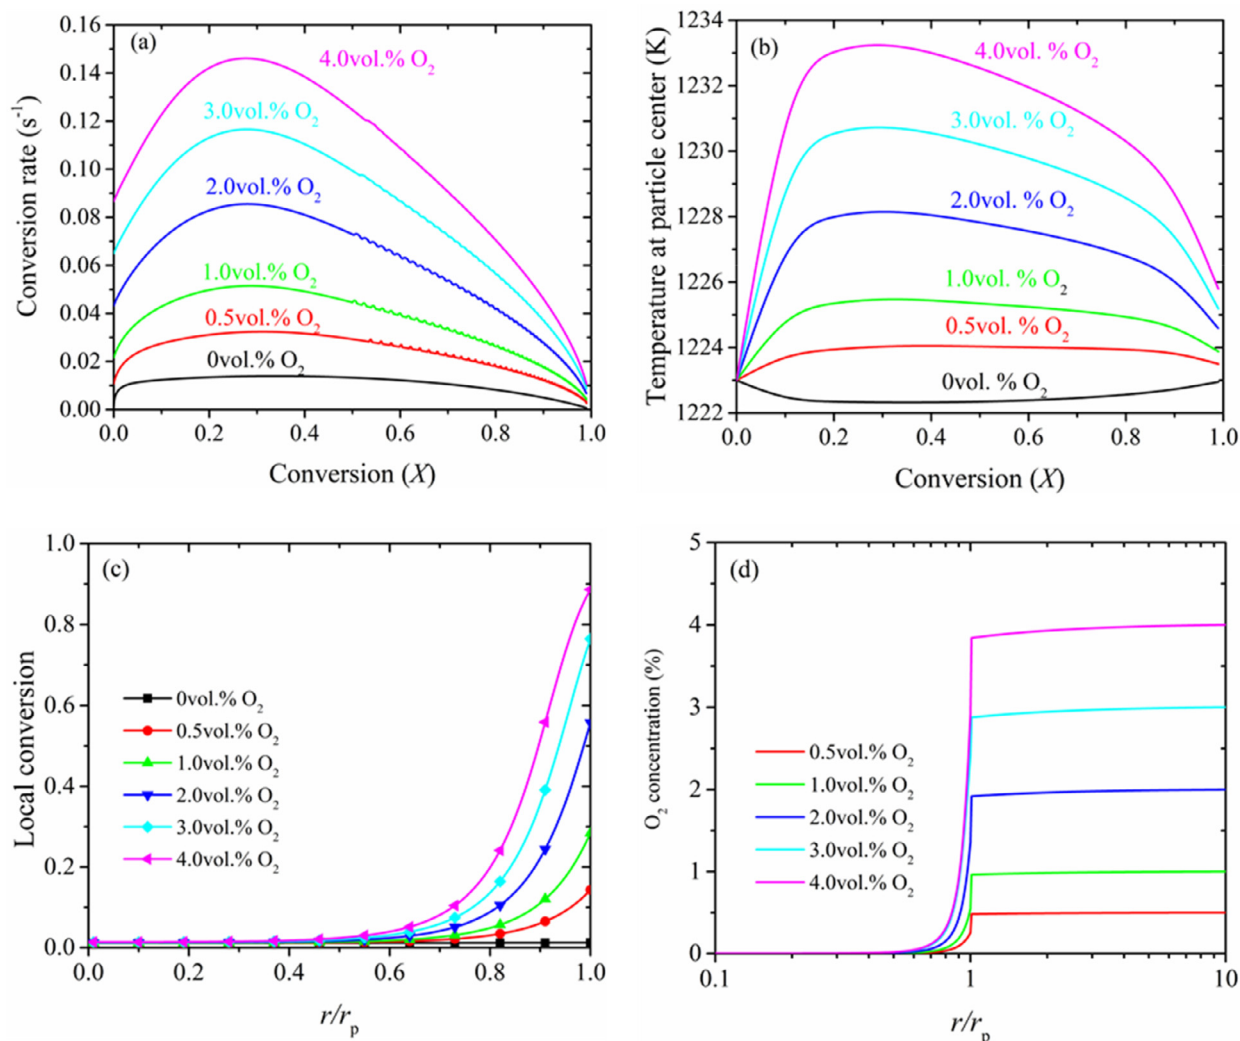 (a)
4.0vol.% O₂
3.0vol.% O₂
2.0vol.% O₂
1.0vol.% O₂
0.5vol.% O₂
0vol.% O₂
0.16
0.14
0.12
0.10
0.08
0.06
0.04
0.02
0.00
Conversion rate (s⁻¹)
0.0 0.2 0.4 0.6 0.8 1.0
Conversion (X)
(b)
4.0vol. % O₂
3.0vol. % O₂
2.0vol. % O₂
1.0vol. % O₂
0.5vol. % O₂
0vol. % O₂
1234
1232
1230
1228
1226
1224
1222
Temperature at particle center (K)
0.0 0.2 0.4 0.6 0.8 1.0
Conversion (X)
(c)
1.0
0.8
0.6
0.4
0.2
0.0
Local conversion
0vol.% O₂
0.5vol.% O₂
1.0vol.% O₂
2.0vol.% O₂
3.0vol.% O₂
4.0vol.% O₂
0.0 0.2 0.4 0.6 0.8 1.0
r/rₚ
(d)
5
4
3
2
1
0
O₂ concentration (%)
0.5vol.% O₂
1.0vol.% O₂
2.0vol.% O₂
3.0vol.% O₂
4.0vol.% O₂
0.1 1 10
r/rₚ